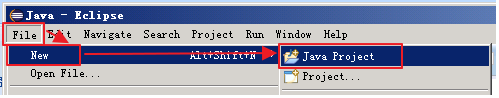 Java - Eclipse
File Edit Navigate Search Project Run Window Help
New Alt+Shift+N Java Project
Open File... Project...